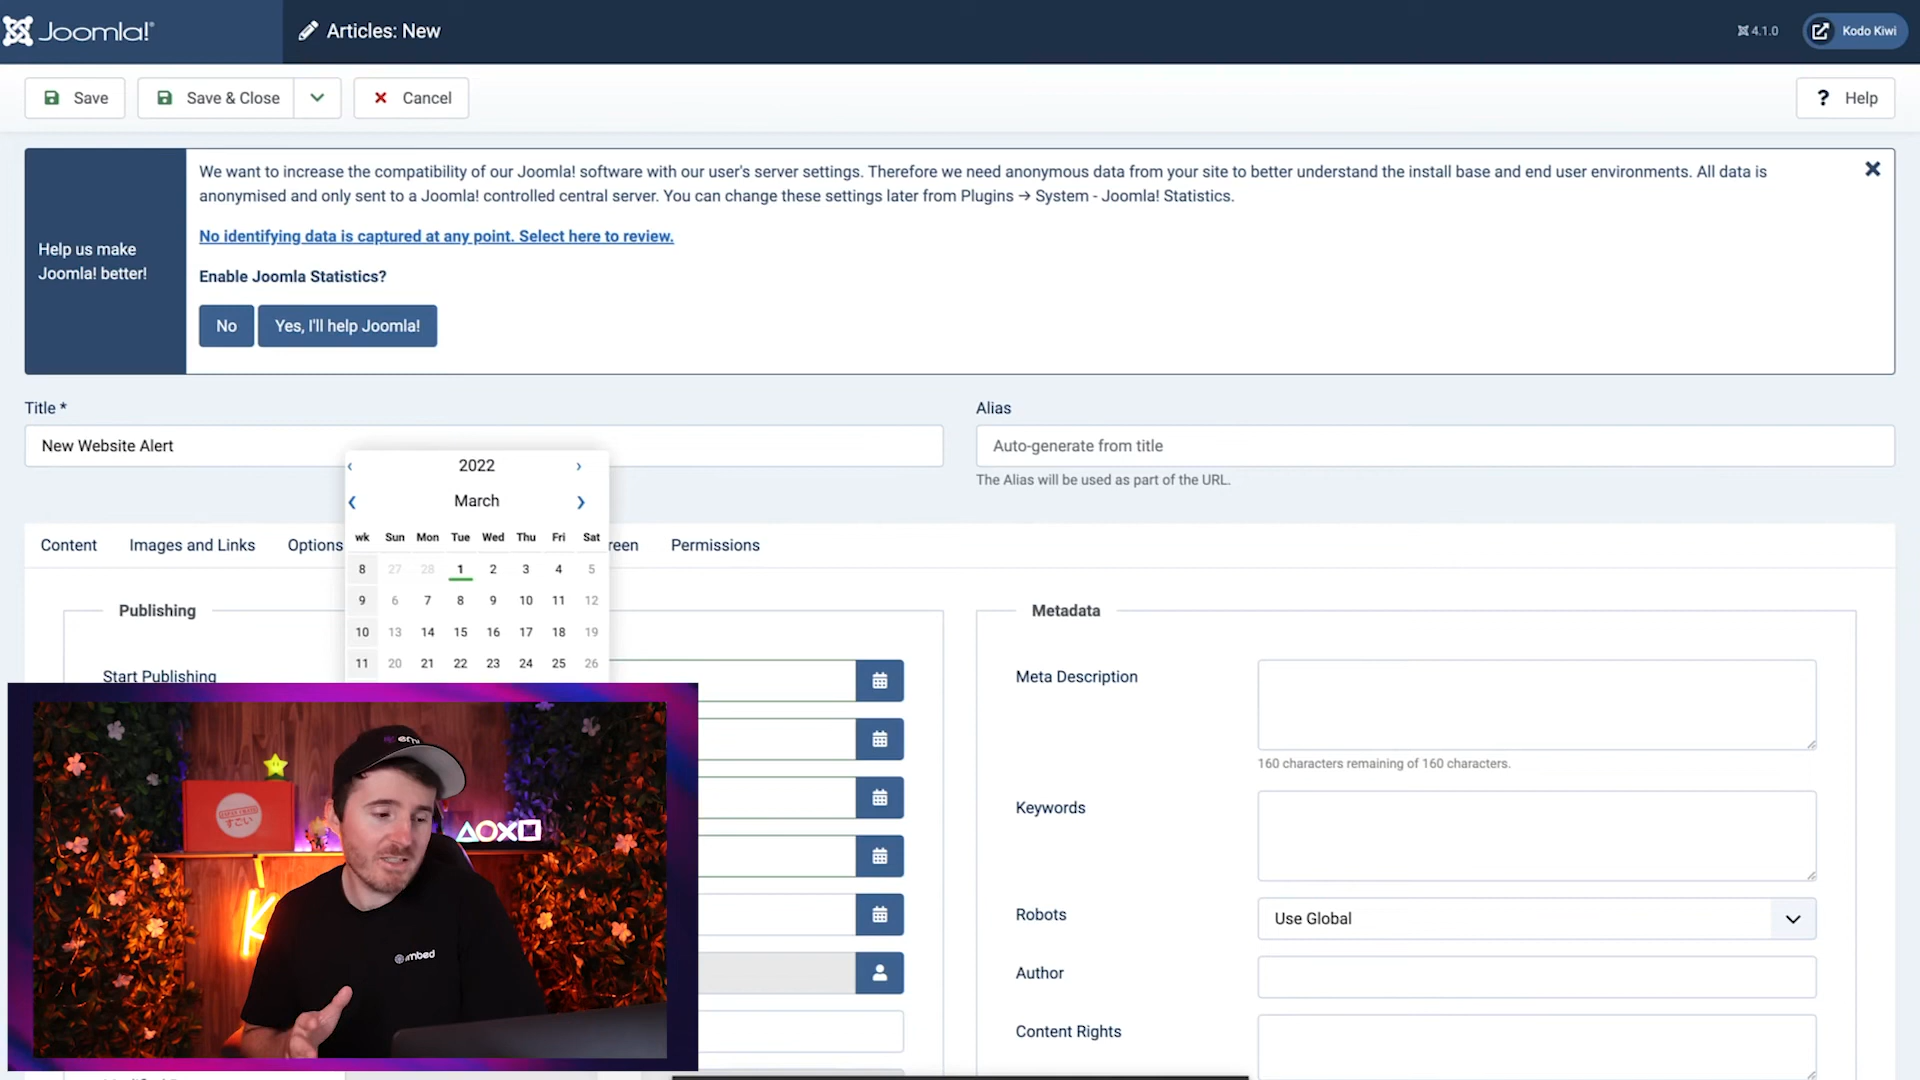 Joomla!
Articles: New
4.1.0
Kodo Kiwi
Save
Save & Close
Cancel
? Help
Help us make
Joomla! better!
We want to increase the compatibility of our Joomla! software with our user's server settings. Therefore we need anonymous data from your site to better understand the install base and end user environments. All data is
anonymised and only sent to a Joomla! controlled central server. You can change these settings later from Plugins → System - Joomla! Statistics.
No identifying data is captured at any point. Select here to review.
Enable Joomla Statistics?
No
Yes, I'll help Joomla!
Title *
New Website Alert
Alias
Auto-generate from title
The Alias will be used as part of the URL.
‹ 2022 ›
‹ March ›
wk Sun Mon Tue Wed Thu Fri Sat
8 27 28 1 2 3 4 5
9 6 7 8 9 10 11 12
10 13 14 15 16 17 18 19
11 20 21 22 23 24 25 26
Content
Images and Links
Options
reen
Permissions
Publishing
Start Publishing
Metadata
Meta Description
160 characters remaining of 160 characters.
Keywords
Robots
Use Global
Author
Content Rights
すごい
mbed